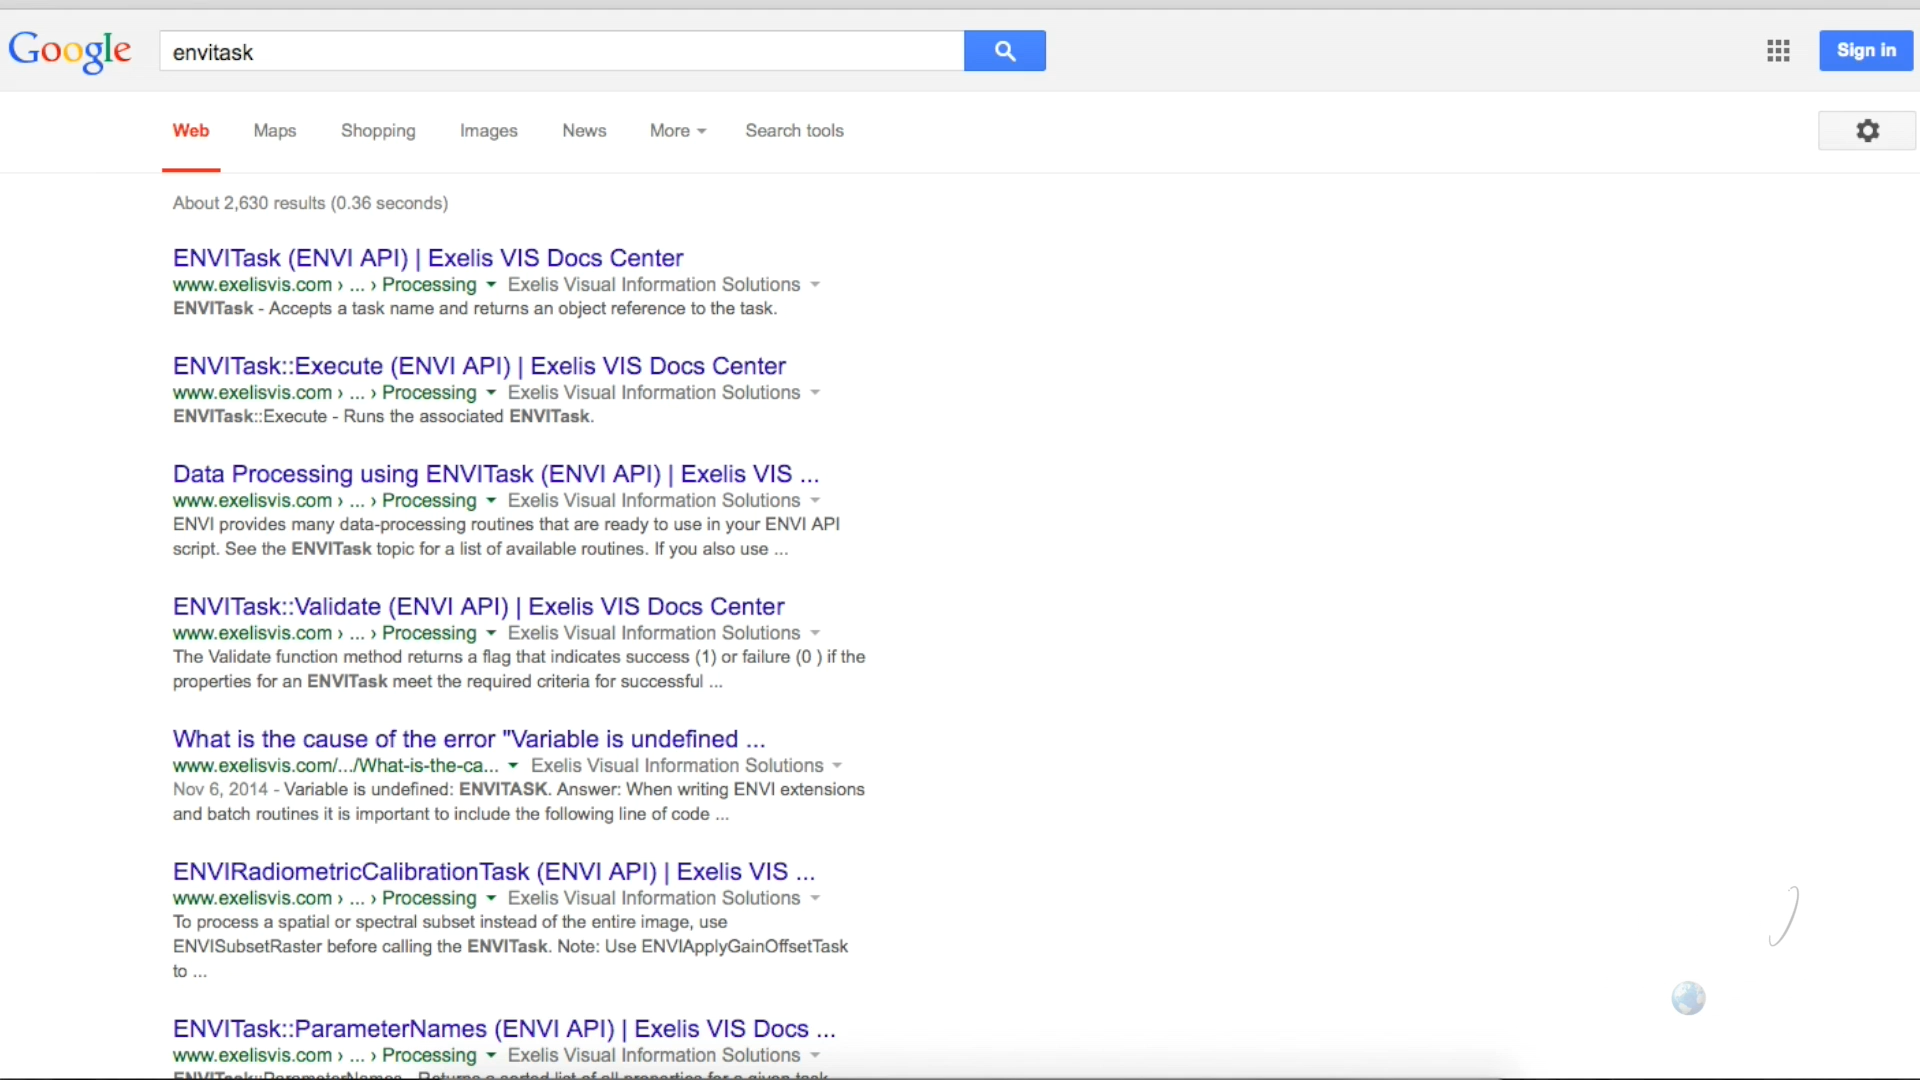 Google
envitask
Sign in
Web Maps Shopping Images News More Search tools
About 2,630 results (0.36 seconds)
ENVITask (ENVI API) | Exelis VIS Docs Center
www.exelisvis.com › ... › Processing Exelis Visual Information Solutions
ENVITask - Accepts a task name and returns an object reference to the task.
ENVITask::Execute (ENVI API) | Exelis VIS Docs Center
www.exelisvis.com › ... › Processing Exelis Visual Information Solutions
ENVITask::Execute - Runs the associated ENVITask.
Data Processing using ENVITask (ENVI API) | Exelis VIS ...
www.exelisvis.com › ... › Processing Exelis Visual Information Solutions
ENVI provides many data-processing routines that are ready to use in your ENVI API
script. See the ENVITask topic for a list of available routines. If you also use ...
ENVITask::Validate (ENVI API) | Exelis VIS Docs Center
www.exelisvis.com › ... › Processing Exelis Visual Information Solutions
The Validate function method returns a flag that indicates success (1) or failure (0 ) if the
properties for an ENVITask meet the required criteria for successful ...
What is the cause of the error "Variable is undefined ...
www.exelisvis.com/.../What-is-the-ca... Exelis Visual Information Solutions
Nov 6, 2014 - Variable is undefined: ENVITASK. Answer: When writing ENVI extensions
and batch routines it is important to include the following line of code ...
ENVIRadiometricCalibrationTask (ENVI API) | Exelis VIS ...
www.exelisvis.com › ... › Processing Exelis Visual Information Solutions
To process a spatial or spectral subset instead of the entire image, use
ENVISubsetRaster before calling the ENVITask. Note: Use ENVIApplyGainOffsetTask
to ...
ENVITask::ParameterNames (ENVI API) | Exelis VIS Docs ...
www.exelisvis.com › ... › Processing Exelis Visual Information Solutions
ENVITask::ParameterNames - Returns a sorted list of all properties for a given task.